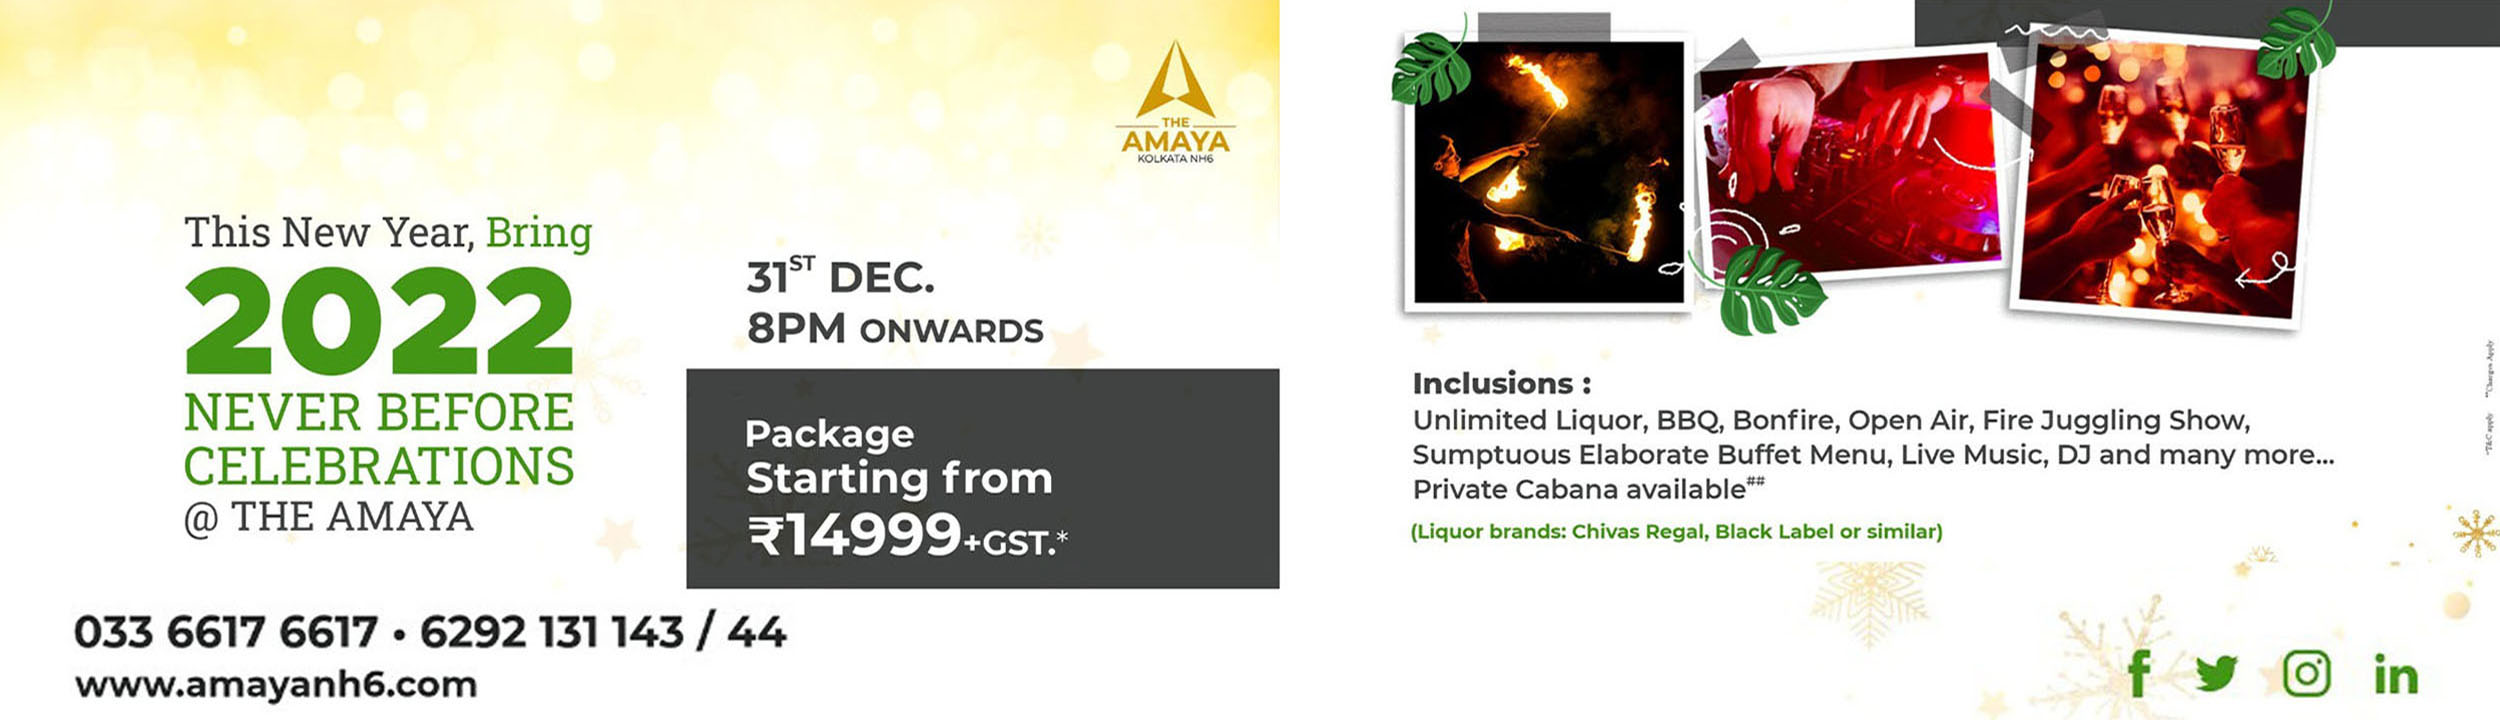 THE
AMAYA
KOLKATA NH6
This New Year, Bring
2022
NEVER BEFORE
CELEBRATIONS
@ THE AMAYA
31ST DEC.
8PM ONWARDS
Package
Starting from
₹14999+GST.*
033 6617 6617 • 6292 131 143 / 44
www.amayanh6.com
Inclusions :
Unlimited Liquor, BBQ, Bonfire, Open Air, Fire Juggling Show,
Sumptuous Elaborate Buffet Menu, Live Music, DJ and many more...
Private Cabana available##
(Liquor brands: Chivas Regal, Black Label or similar)
*T&C apply **Charges Apply